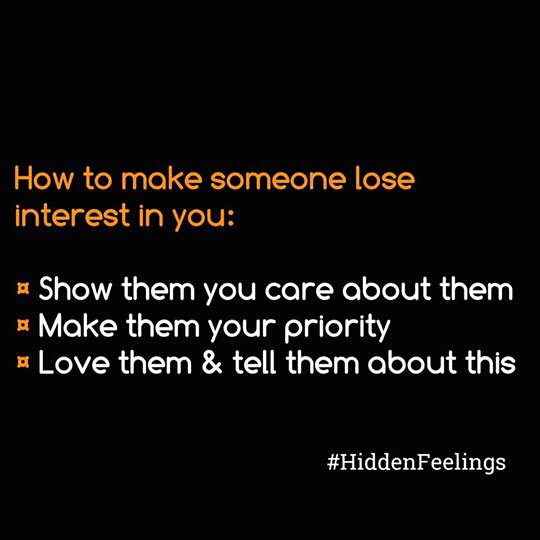 How to make someone lose
interest in you:
¤ Show them you care about them
¤ Make them your priority
¤ Love them & tell them about this
#HiddenFeelings